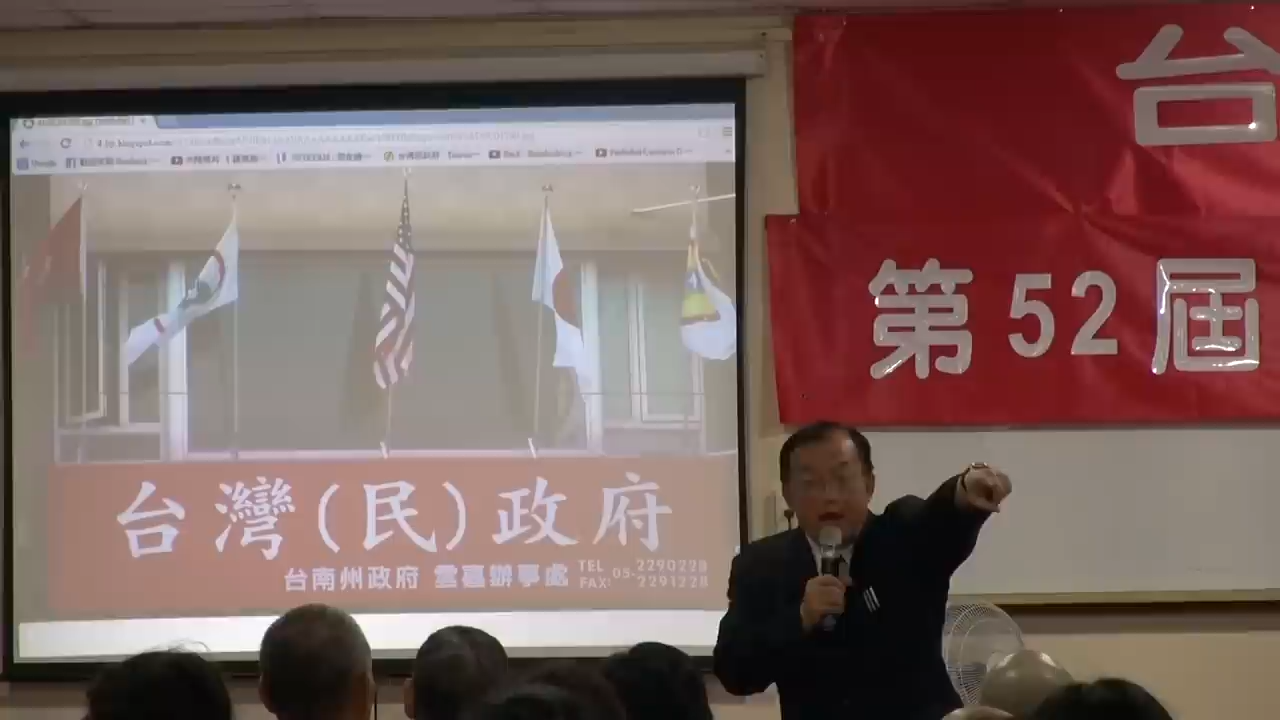 台
第52屆
台灣(民)政府
台南州政府 雲嘉辦事處
TEL 05-2290228
FAX: 2291228